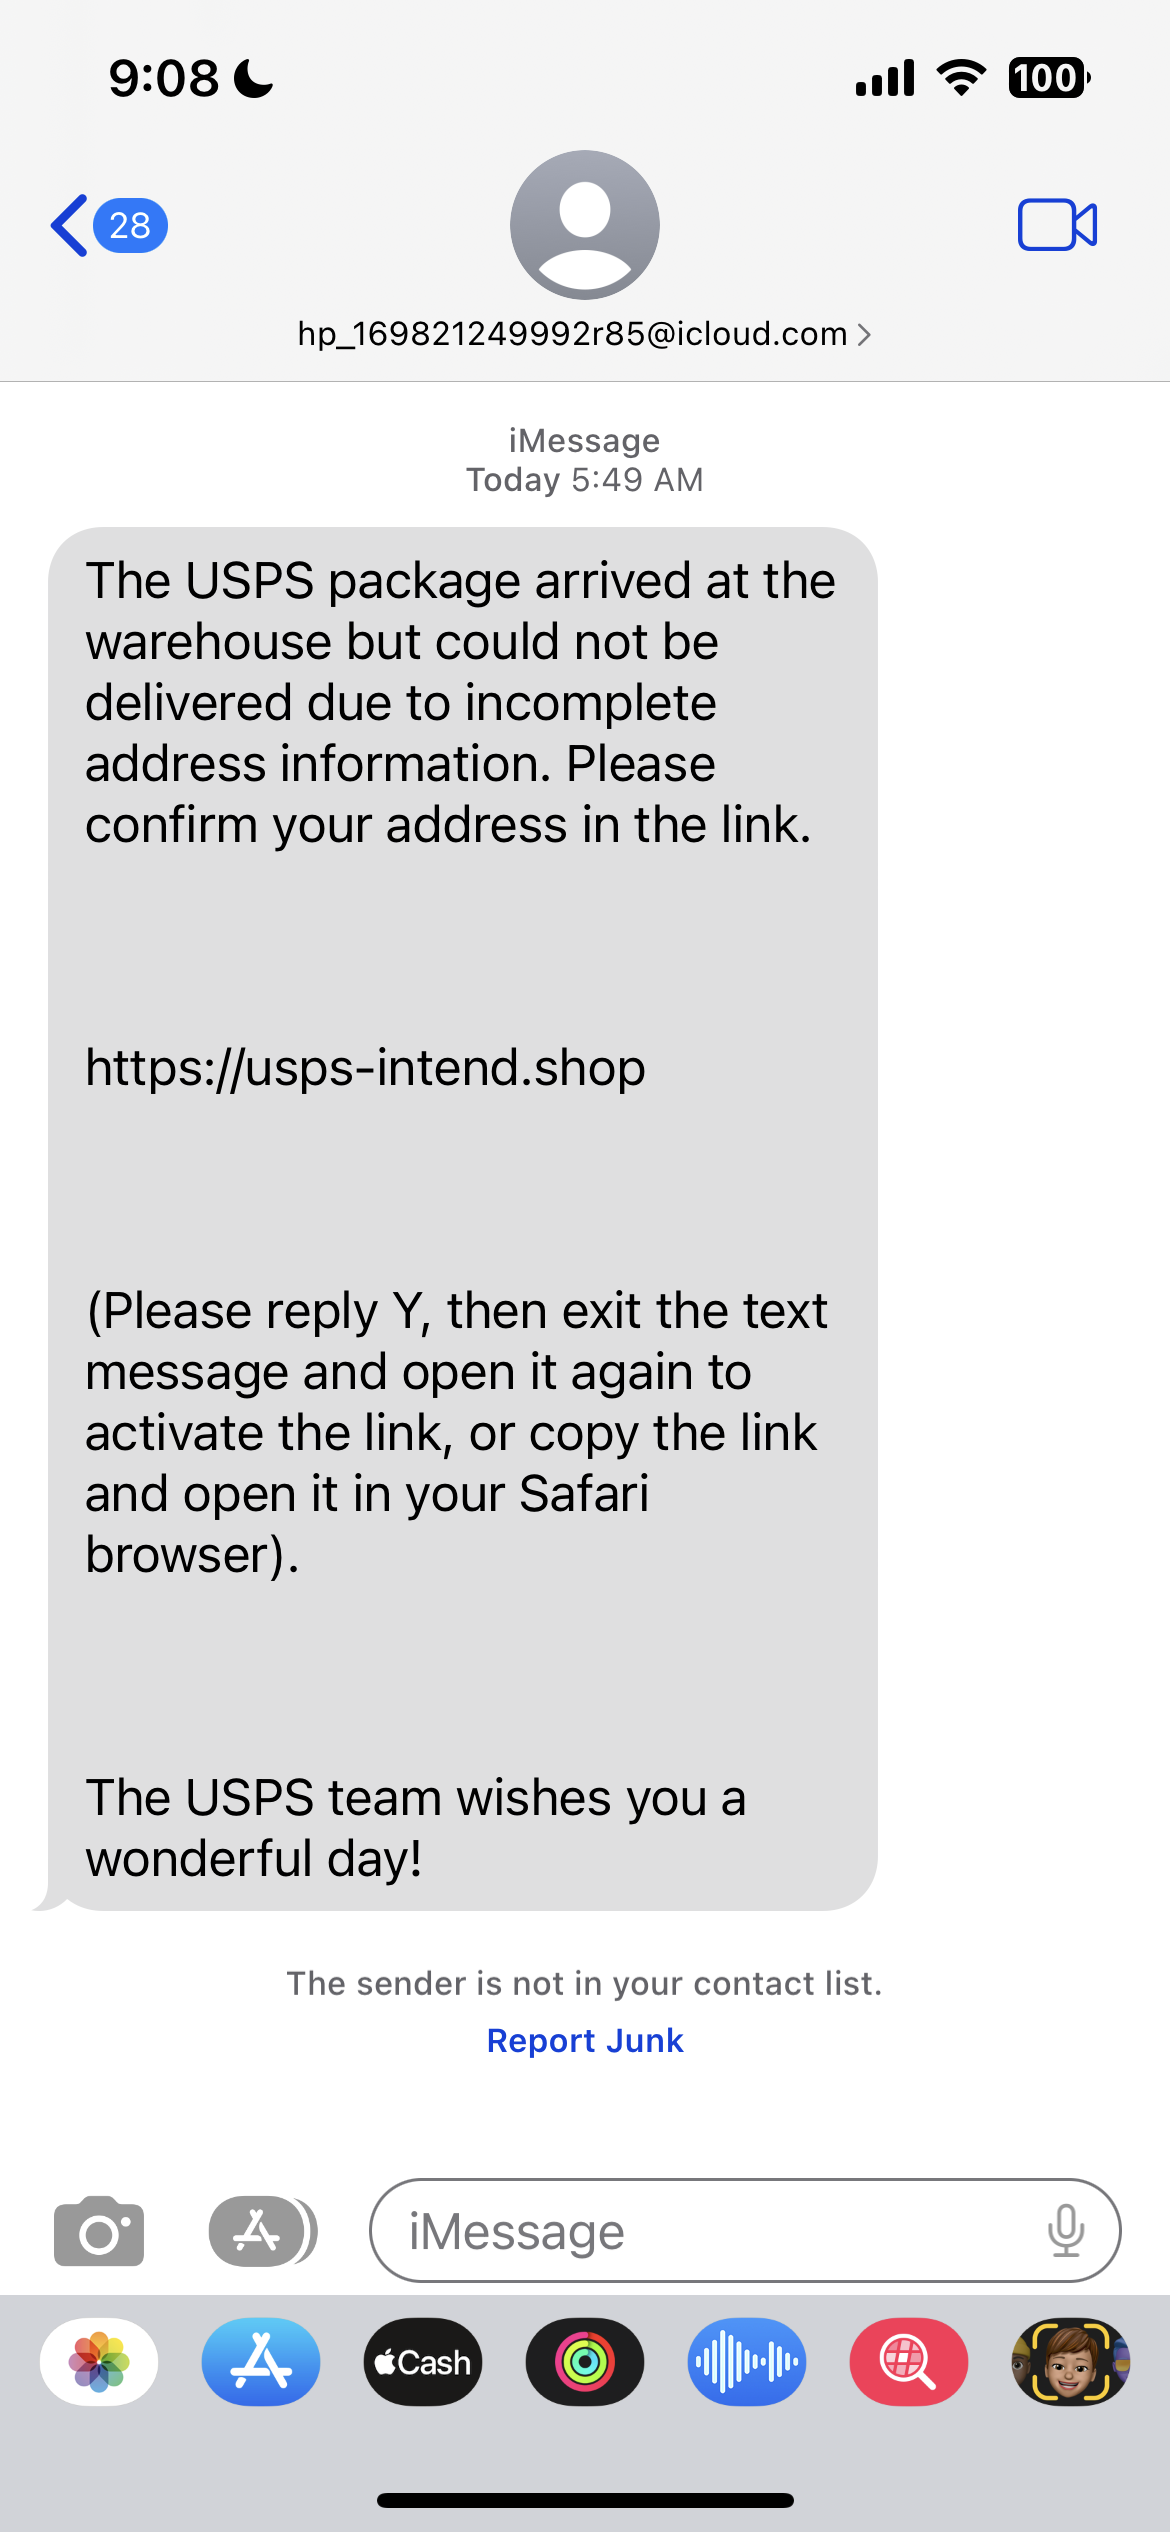 9:08
100
28
hp_169821249992r85@icloud.com
iMessage
Today 5:49 AM
The USPS package arrived at the
warehouse but could not be
delivered due to incomplete
address information. Please
confirm your address in the link.
https://usps-intend.shop
(Please reply Y, then exit the text
message and open it again to
activate the link, or copy the link
and open it in your Safari
browser).
The USPS team wishes you a
wonderful day!
The sender is not in your contact list.
Report Junk
iMessage
Cash